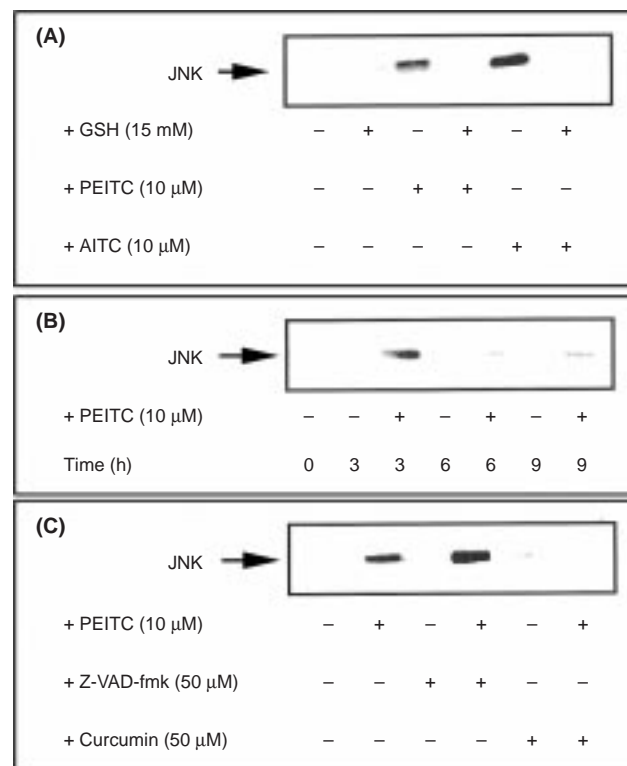 (A)
JNK
+ GSH (15 mM) – + – + – +
+ PEITC (10 μM) – – + + – –
+ AITC (10 μM) – – – – + +
(B)
JNK
+ PEITC (10 μM) – – + – + – +
Time (h) 0 3 3 6 6 9 9
(C)
JNK
+ PEITC (10 μM) – + – + – +
+ Z-VAD-fmk (50 μM) – – + + – –
+ Curcumin (50 μM) – – – – + +